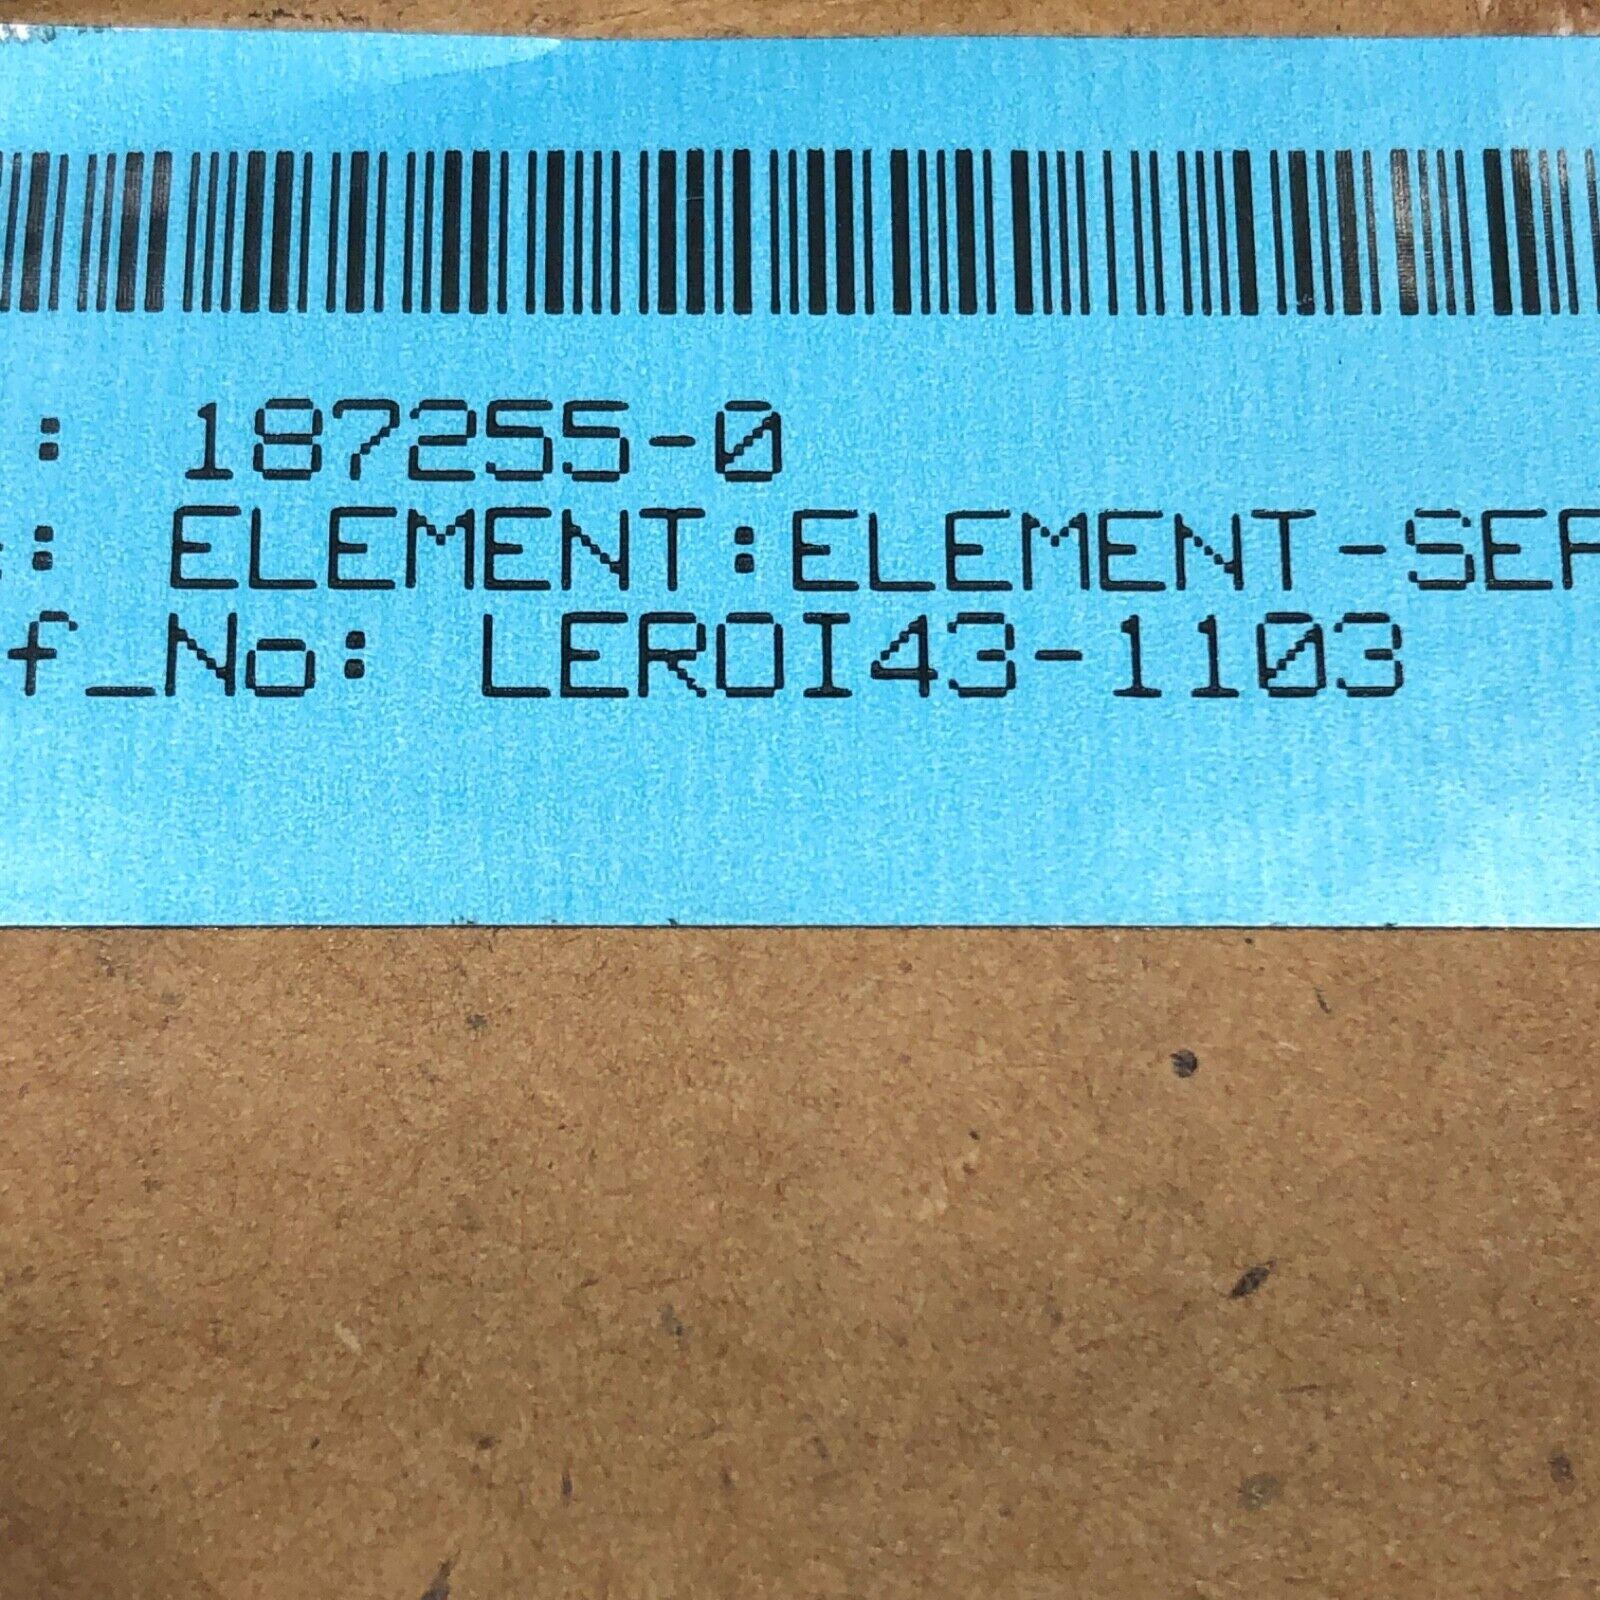 : 187255-0
: ELEMENT:ELEMENT-SEP
f_No: LEROI43-1103